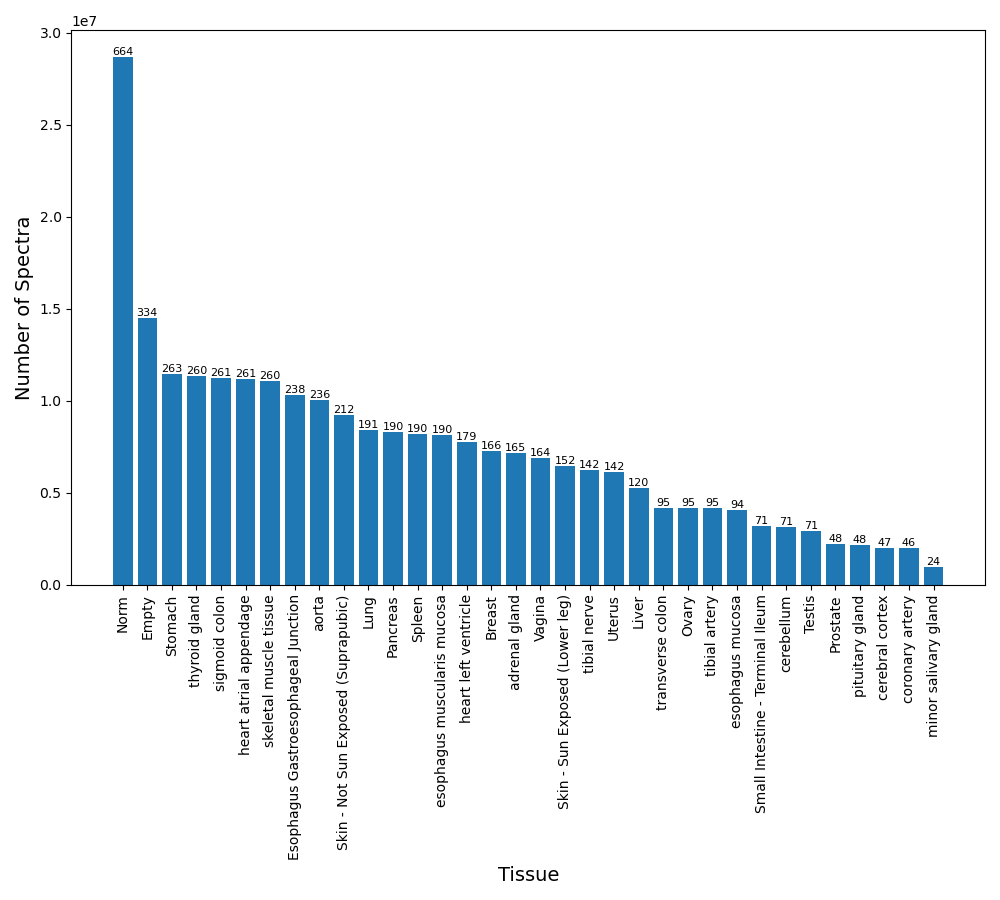 1e7
3.0
2.5
2.0
1.5
1.0
0.5
0.0
Number of Spectra
664
334
263
260
261
261
260
238
236
212
191
190
190
190
179
166
165
164
152
142
142
120
95
95
95
94
71
71
71
48
48
47
46
24
Norm
Empty
Stomach
thyroid gland
sigmoid colon
heart atrial appendage
skeletal muscle tissue
Esophagus Gastroesophageal Junction
aorta
Skin - Not Sun Exposed (Suprapubic)
Lung
Pancreas
Spleen
esophagus muscularis mucosa
heart left ventricle
Breast
adrenal gland
Vagina
Skin - Sun Exposed (Lower leg)
tibial nerve
Uterus
Liver
transverse colon
Ovary
tibial artery
esophagus mucosa
Small Intestine - Terminal Ileum
cerebellum
Testis
Prostate
pituitary gland
cerebral cortex
coronary artery
minor salivary gland
Tissue